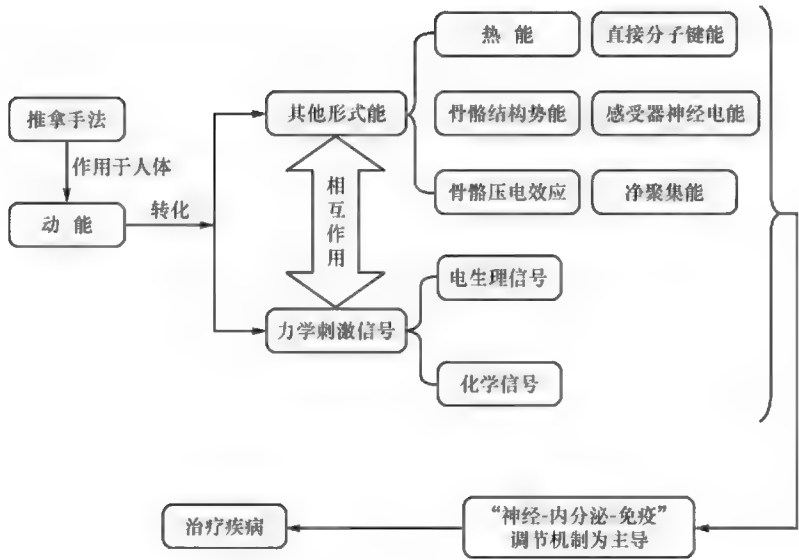 热 能
直接分子键能
推拿手法
其他形式能
骨骼结构势能
感受器神经电能
作用于人体
相互作用
骨骼压电效应
净聚集能
动 能
转化
电生理信号
力学刺激信号
化学信号
“神经-内分泌-免疫”
调节机制为主导
治疗疾病